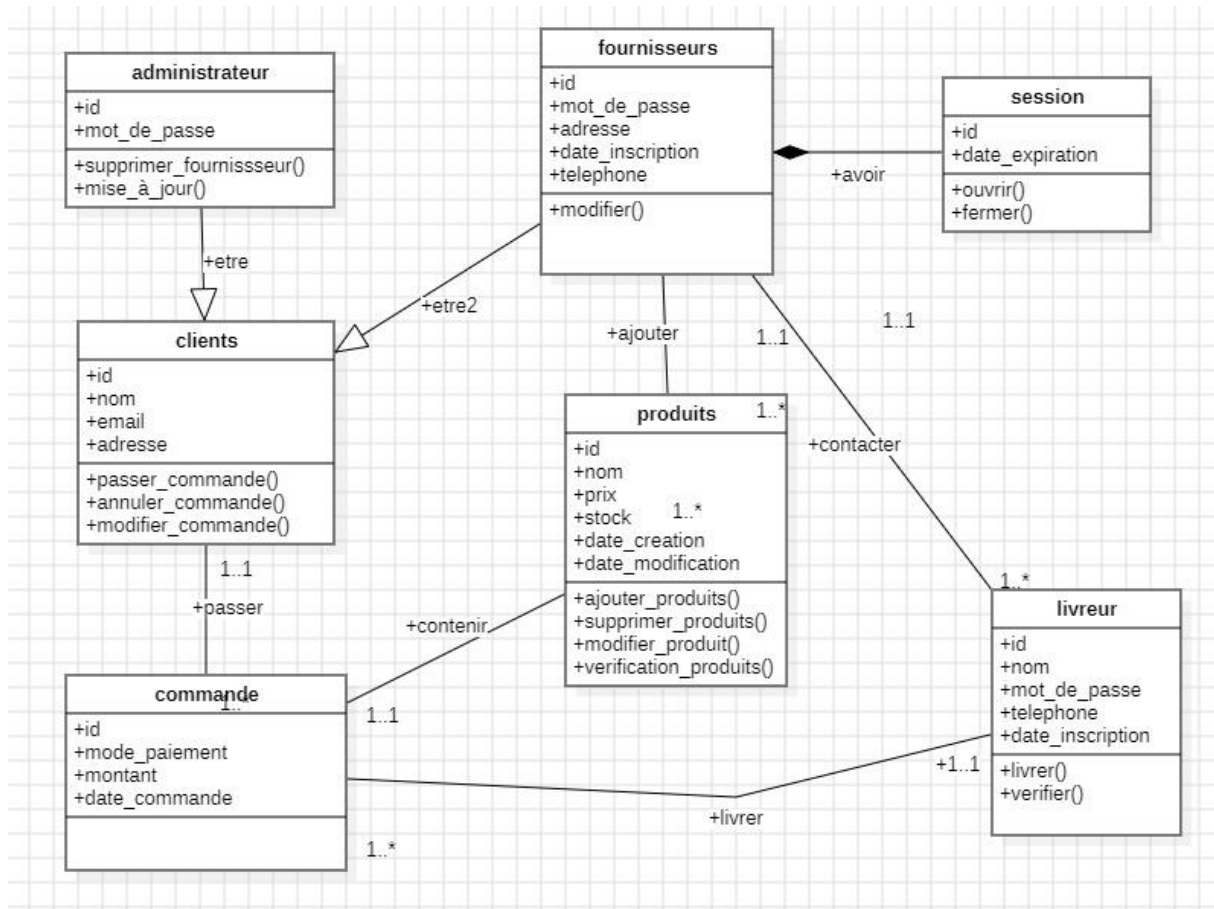 administrateur
+id
+mot_de_passe
+supprimer_fournissseur()
+mise_à_jour()
fournisseurs
+id
+mot_de_passe
+adresse
+date_inscription
+telephone
+modifier()
session
+id
+date_expiration
+ouvrir()
+fermer()
+avoir
+etre
+etre2
+ajouter
1..1
1..1
clients
+id
+nom
+email
+adresse
+passer_commande()
+annuler_commande()
+modifier_commande()
produits
1..*
+id
+nom
+prix
+stock
1..*
+date_creation
+date_modification
+ajouter_produits()
+supprimer_produits()
+modifier_produit()
+verification_produits()
+contacter
1..1
+passer
+contenir
1..*
livreur
+id
+nom
+mot_de_passe
+telephone
+date_inscription
+livrer()
+verifier()
commande
1..*
1..1
+id
+mode_paiement
+montant
+date_commande
+1..1
+livrer
1..*